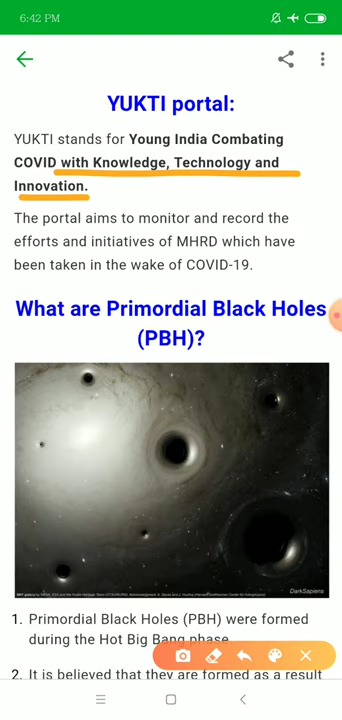 6:42 PM
YUKTI portal:
YUKTI stands for Young India Combating
COVID with Knowledge, Technology and
Innovation.
The portal aims to monitor and record the
efforts and initiatives of MHRD which have
been taken in the wake of COVID-19.
What are Primordial Black Holes
(PBH)?
DarkSapiens
1. Primordial Black Holes (PBH) were formed
during the Hot Big Bang phase.
2. It is believed that they are formed as a result